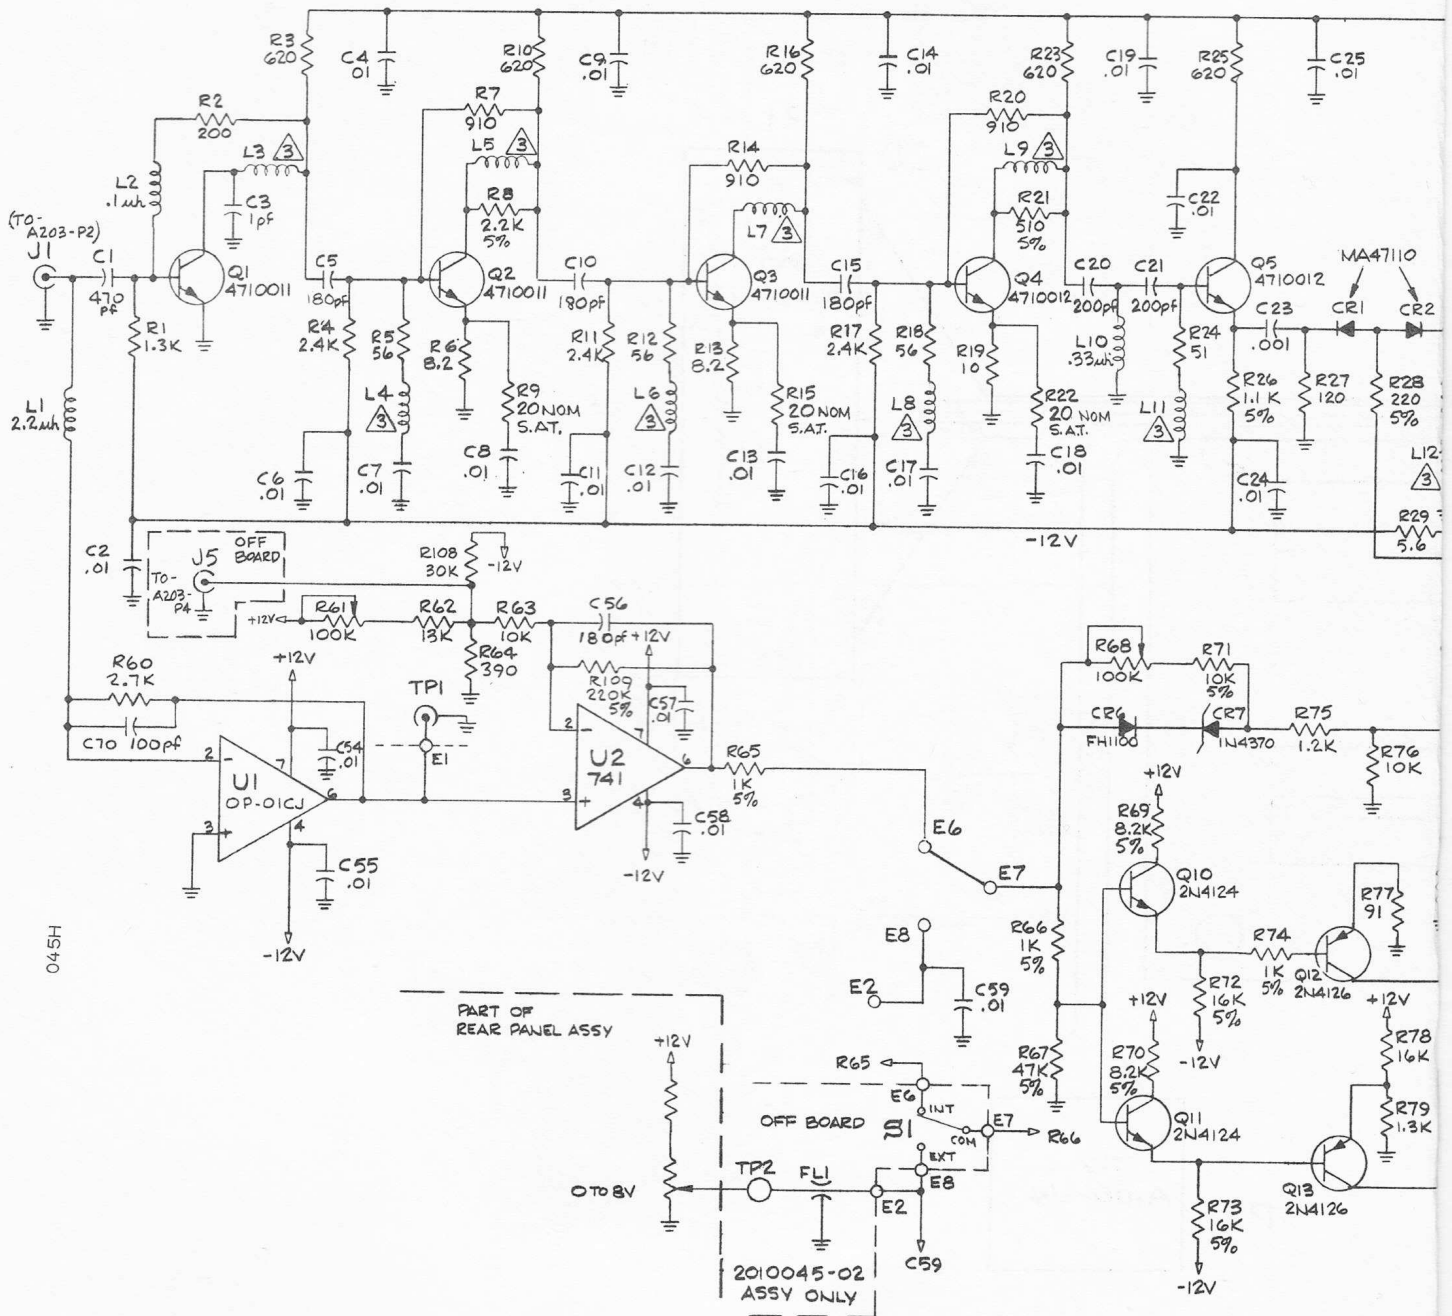 R3
620
C4
.01
R10
620
C9
.01
R16
620
C14
.01
R23
620
C19
.01
R25
620
C25
.01
R2
200
R7
910
R20
910
L3 3
L5 3
R14
910
L9 3
L2
.1uh
C3
1pf
R8
2.2K
5%
L7 3
R21
510
5%
C22
.01
(TO-
A203-P2)
J1
C1
470
pf
Q1
4710011
C5
180pf
Q2
4710011
C10
180pf
Q3
4710011
C15
180pf
Q4
4710012
C20
200pf
C21
200pf
Q5
4710012
MA47110
CR1
CR2
C23
.001
R1
1.3K
R4
2.4K
R5
56
R6
8.2
R11
2.4K
R12
56
R13
8.2
R17
2.4K
R18
56
R19
10
L10
.33uh
R24
51
L1
2.2uh
L4
3
R9
20 NOM
S.A.T.
L6
3
R15
20 NOM
S.A.T.
L8
3
R22
20 NOM
S.A.T.
L11
3
R26
1.1K
5%
R27
120
R28
220
5%
C6
.01
C7
.01
C8
.01
C11
.01
C12
.01
C13
.01
C16
.01
C17
.01
C18
.01
C24
.01
L12
3
R29
5.6
-12V
C2
.01
OFF
BOARD
J5
TO-
A203-
P4
R108
30K
-12V
+12V
R61
100K
R62
13K
R63
10K
C56
180pf
+12V
R64
390
R109
220K
5%
C57
.01
R60
2.7K
+12V
TP1
C70 100pf
C54
.01
E1
2
-
7
U1
OP-01CJ
6
3
+
4
C55
.01
-12V
2
-
7
U2
741
6
3
+
4
C58
.01
-12V
R65
1K
5%
R68
100K
R71
10K
5%
CR6
FH1100
CR7
1N4370
R75
1.2K
R76
10K
+12V
R69
8.2K
5%
E6
E7
Q10
2N4124
R77
91
E8
R66
1K
5%
R74
1K
5%
Q12
2N4126
E2
C59
.01
R72
16K
5%
-12V
+12V
R78
16K
045H
PART OF
REAR PANEL ASSY
+12V
R67
47K
5%
+12V
R70
8.2K
5%
R65
E6
INT
OFF BOARD
S1
COM
E7
R66
EXT
E8
Q11
2N4124
R79
1.3K
0 TO 8V
TP2
FL1
E2
C59
Q13
2N4126
R73
16K
5%
-12V
2010045-02
ASSY ONLY